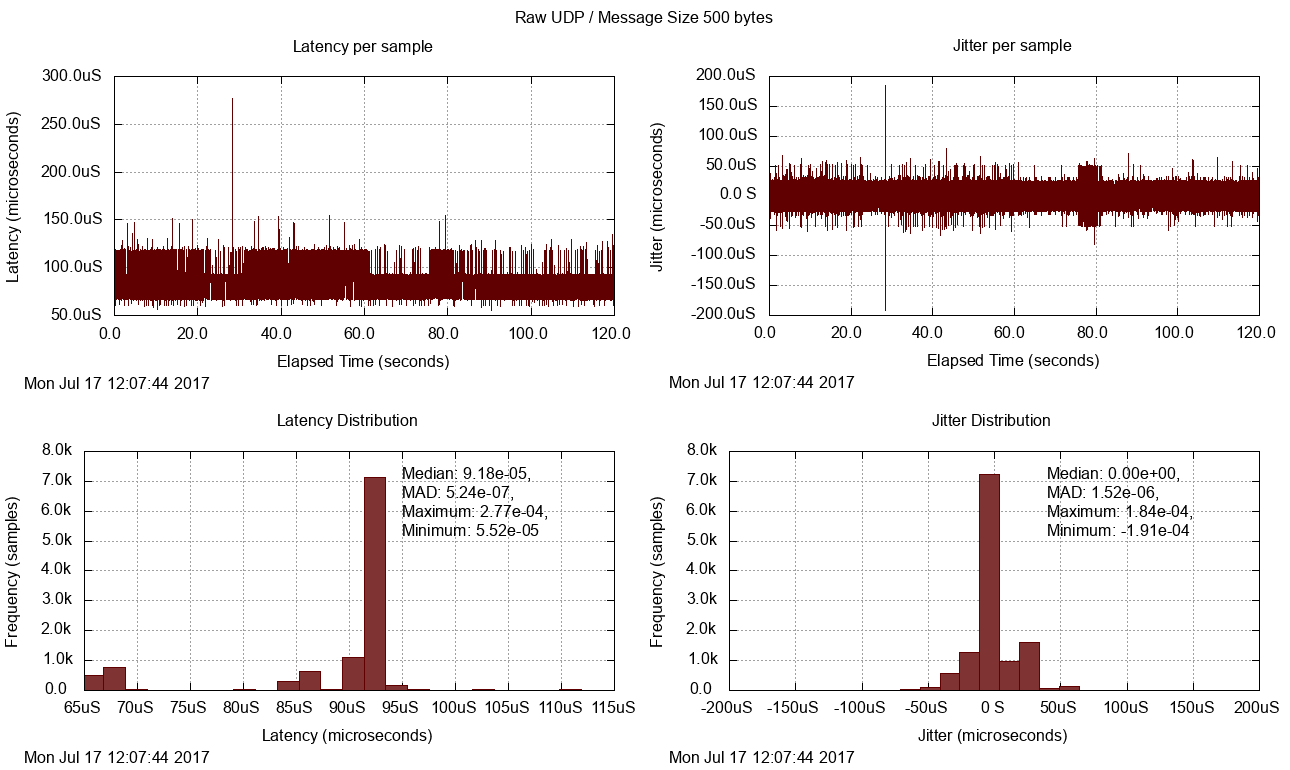 Raw UDP / Message Size 500 bytes
Latency per sample
300.0uS
250.0uS
200.0uS
150.0uS
100.0uS
50.0uS
Latency (microseconds)
0.0 20.0 40.0 60.0 80.0 100.0 120.0
Elapsed Time (seconds)
Mon Jul 17 12:07:44 2017
Jitter per sample
200.0uS
150.0uS
100.0uS
50.0uS
0.0 S
-50.0uS
-100.0uS
-150.0uS
-200.0uS
Jitter (microseconds)
0.0 20.0 40.0 60.0 80.0 100.0 120.0
Elapsed Time (seconds)
Mon Jul 17 12:07:44 2017
Latency Distribution
8.0k
7.0k
6.0k
5.0k
4.0k
3.0k
2.0k
1.0k
0.0
Frequency (samples)
Median: 9.18e-05,
MAD: 5.24e-07,
Maximum: 2.77e-04,
Minimum: 5.52e-05
65uS 70uS 75uS 80uS 85uS 90uS 95uS 100uS 105uS 110uS 115uS
Latency (microseconds)
Mon Jul 17 12:07:44 2017
Jitter Distribution
8.0k
7.0k
6.0k
5.0k
4.0k
3.0k
2.0k
1.0k
0.0
Frequency (samples)
Median: 0.00e+00,
MAD: 1.52e-06,
Maximum: 1.84e-04,
Minimum: -1.91e-04
-200uS -150uS -100uS -50uS 0 S 50uS 100uS 150uS 200uS
Jitter (microseconds)
Mon Jul 17 12:07:44 2017